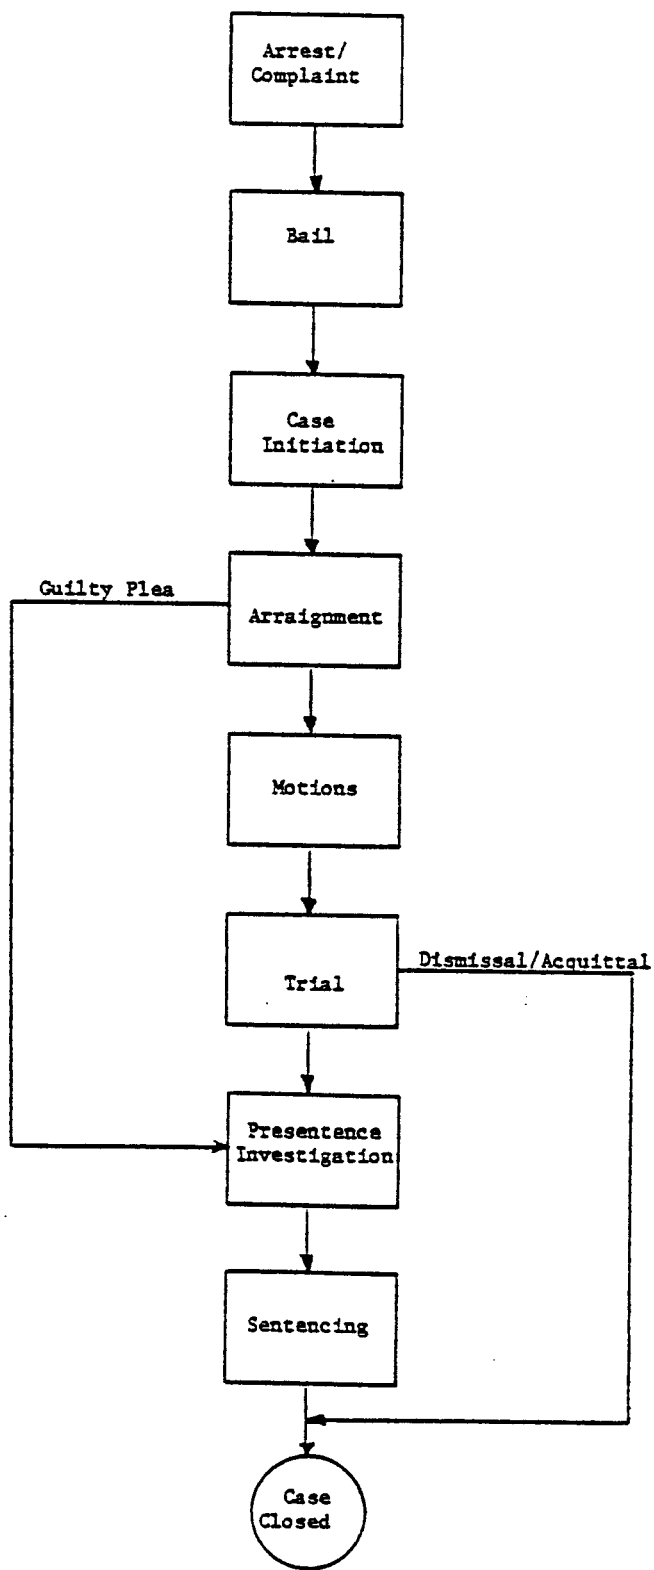 Arrest/
Complaint
Bail
Case
Initiation
Guilty Plea
Arraignment
Motions
Trial
Dismissal/Acquittal
Presentence
Investigation
Sentencing
Case
Closed